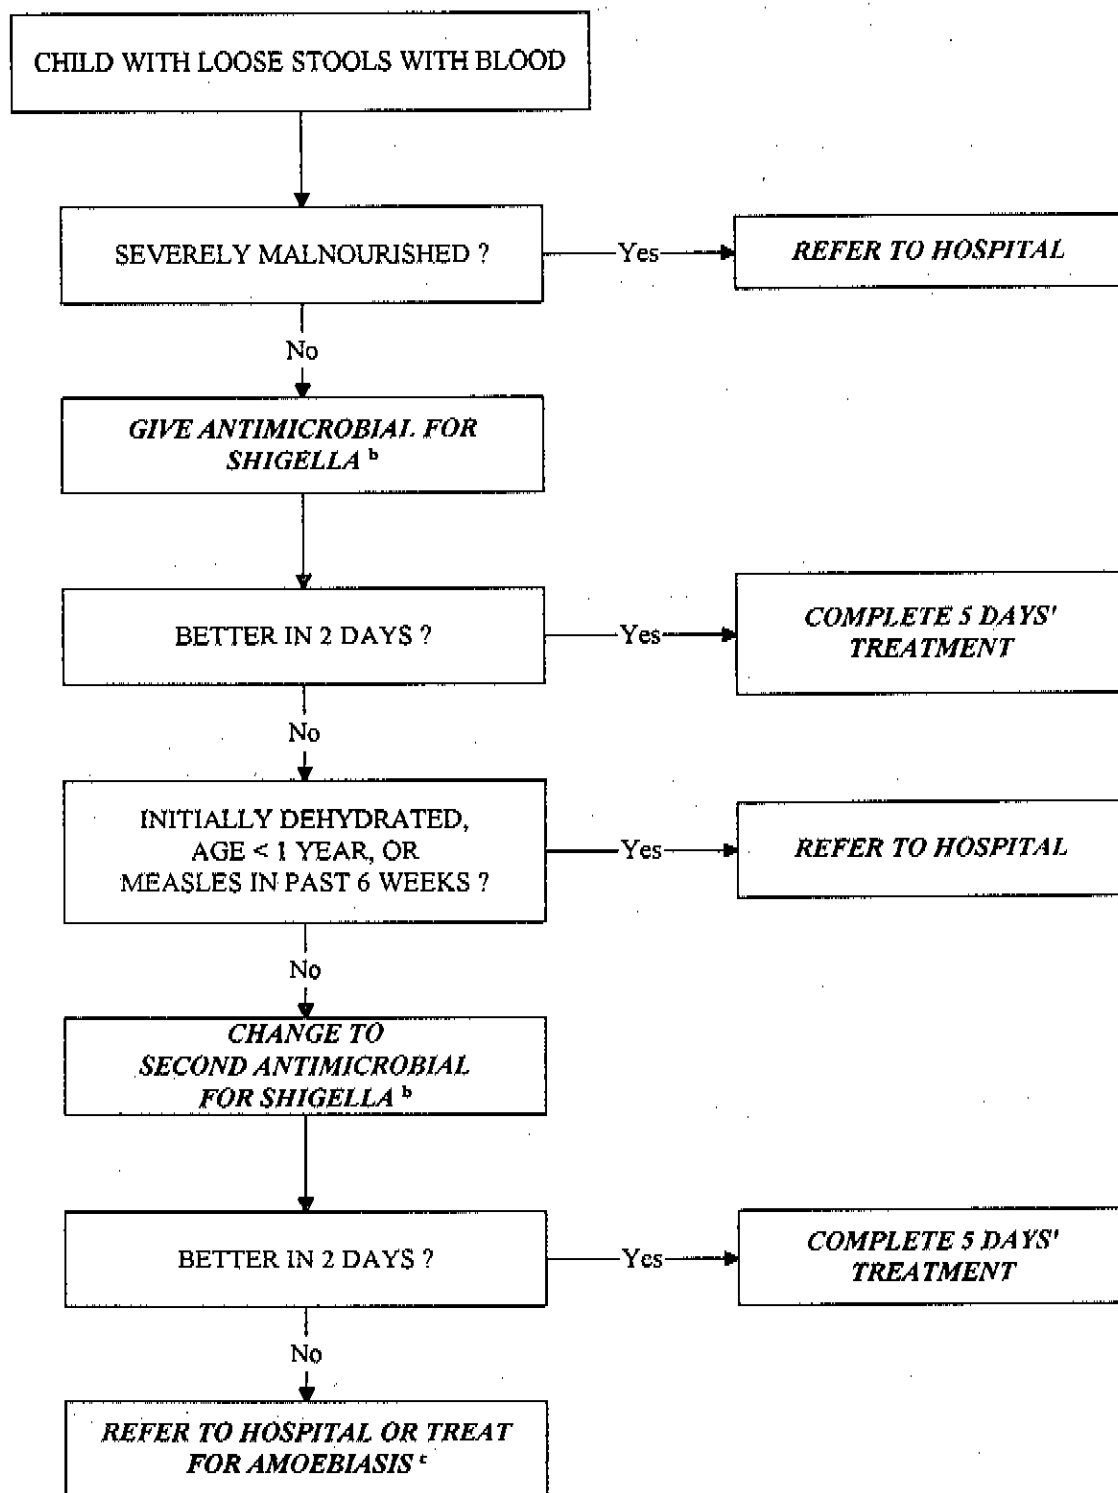 CHILD WITH LOOSE STOOLS WITH BLOOD
SEVERELY MALNOURISHED ?
Yes
REFER TO HOSPITAL
No
GIVE ANTIMICROBIAL FOR
SHIGELLA ᵇ
BETTER IN 2 DAYS ?
Yes
COMPLETE 5 DAYS'
TREATMENT
No
INITIALLY DEHYDRATED,
AGE < 1 YEAR, OR
MEASLES IN PAST 6 WEEKS ?
Yes
REFER TO HOSPITAL
No
CHANGE TO
SECOND ANTIMICROBIAL
FOR SHIGELLA ᵇ
BETTER IN 2 DAYS ?
Yes
COMPLETE 5 DAYS'
TREATMENT
No
REFER TO HOSPITAL OR TREAT
FOR AMOEBIASIS ᶜ